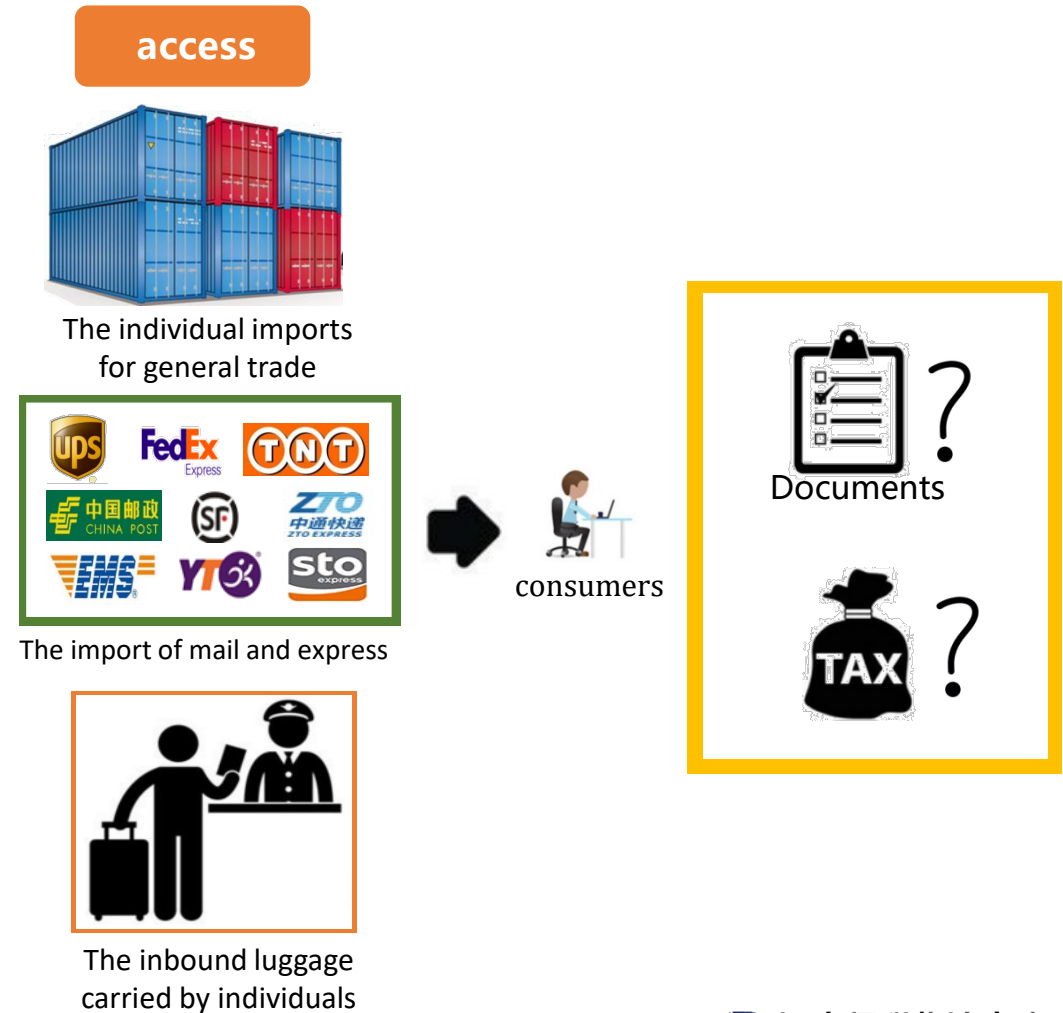 access
The individual imports
for general trade
ups
FedEx
Express
TNT
中国邮政
CHINA POST
SF
ZTO
中通快递
ZTO EXPRESS
EMS
YTO
sto
express
The import of mail and express
consumers
Documents
TAX
The inbound luggage
carried by individuals